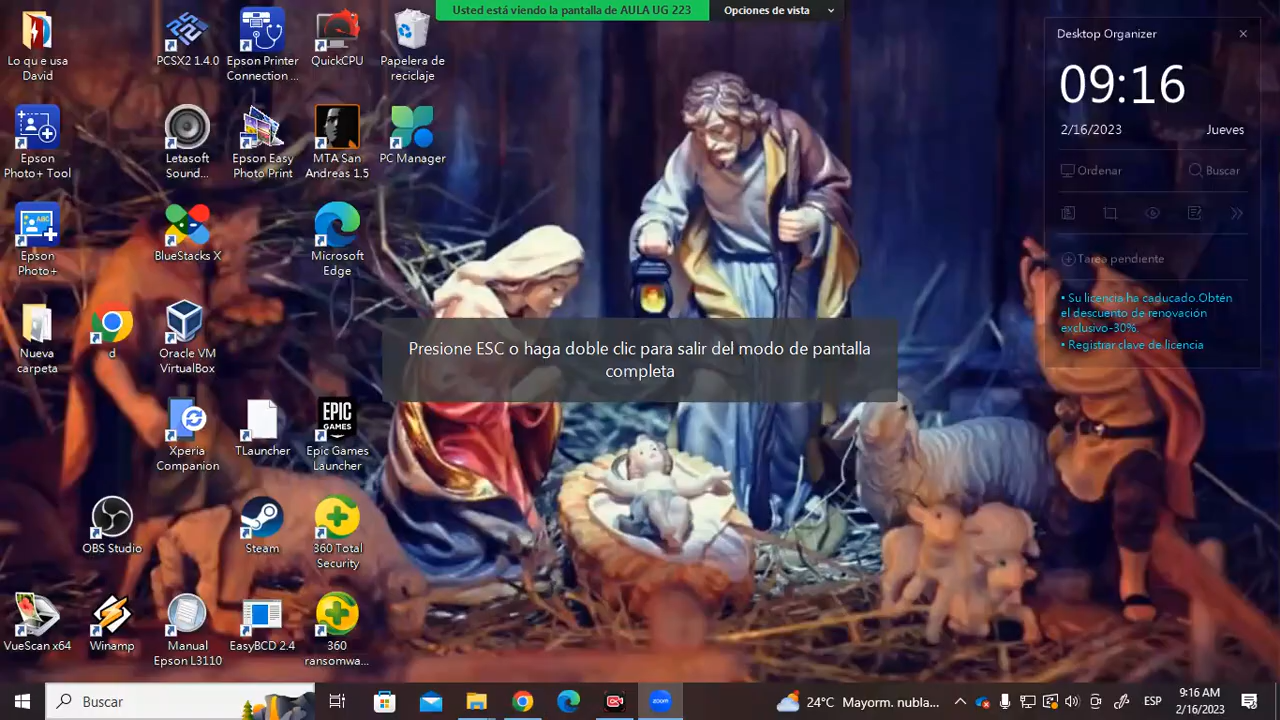 Usted está viendo la pantalla de AULA UG 223
Opciones de vista
Lo q e usa
David
PCSX2 1.4.0
Epson Printer
Connection ...
QuickCPU
Papelera de
reciclaje
Epson
Photo+ Tool
Letasoft
Sound...
Epson Easy
Photo Print
MTA San
Andreas 1.5
PC Manager
Epson
Photo+
BlueStacks X
Microsoft
Edge
Nueva
carpeta
d
Oracle VM
VirtualBox
Xperia
Companion
TLauncher
EPIC
GAMES
Epic Games
Launcher
OBS Studio
Steam
360 Total
Security
VueScan x64
Winamp
Manual
Epson L3110
EasyBCD 2.4
360
ransomwa...
Desktop Organizer
09:16
2/16/2023
Jueves
Ordenar
Buscar
Tarea pendiente
• Su licencia ha caducado.Obtén
el descuento de renovación
exclusivo-30%.
• Registrar clave de licencia
Presione ESC o haga doble clic para salir del modo de pantalla
completa
Buscar
zoom
24°C Mayorm. nubla...
ESP
9:16 AM
2/16/2023